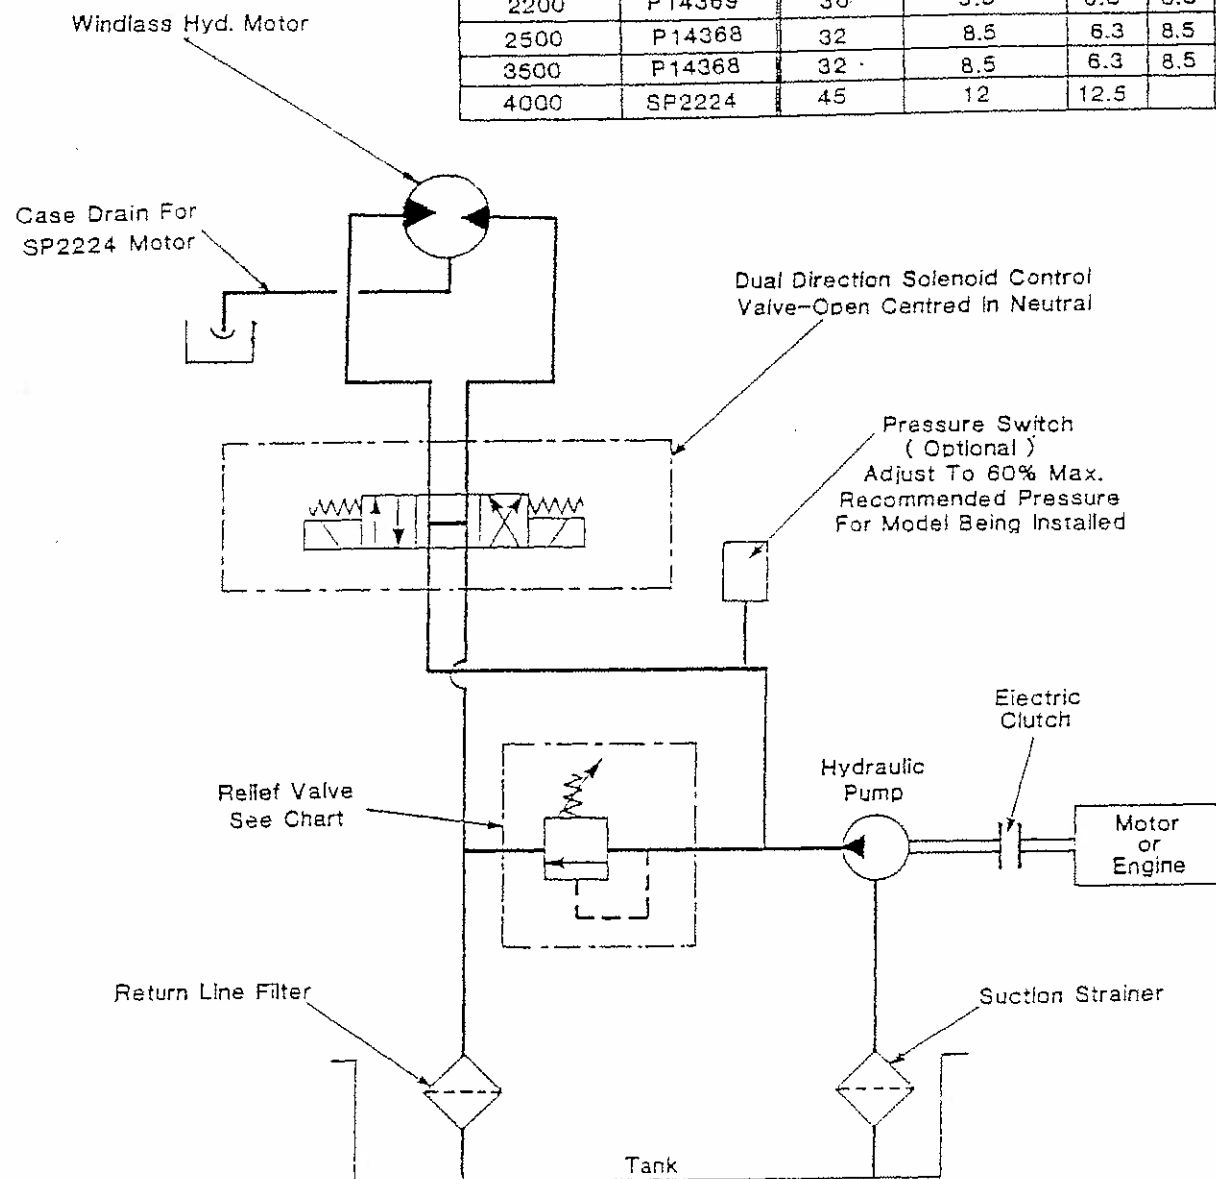 2200 P14369
2500 P14368 32 8.5 6.3 8.5
3500 P14368 32 8.5 6.3 8.5
4000 SP2224 45 12 12.5
Windlass Hyd. Motor
Case Drain For
SP2224 Motor
Dual Direction Solenoid Control
Valve-Open Centred In Neutral
Pressure Switch
( Optional )
Adjust To 60% Max.
Recommended Pressure
For Model Being Installed
Electric
Clutch
Hydraulic
Pump
Relief Valve
See Chart
Motor
or
Engine
Return Line Filter
Suction Strainer
Tank